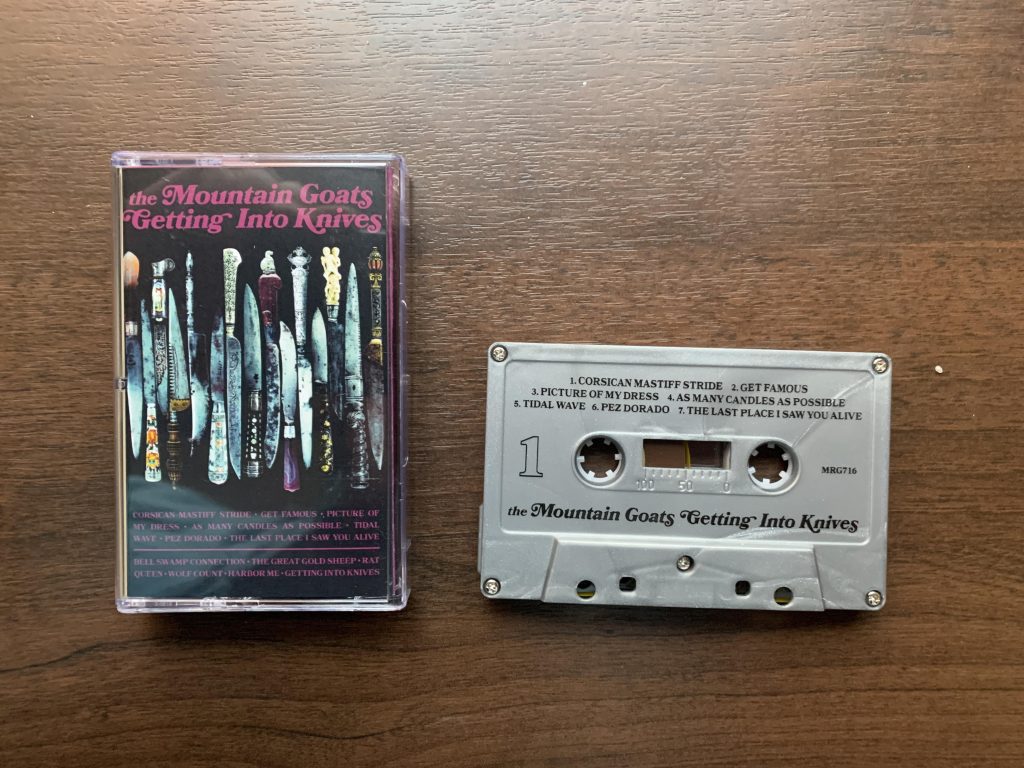 the Mountain Goats
Getting Into Knives
CORSICAN MASTIFF STRIDE · GET FAMOUS · PICTURE OF
MY DRESS · AS MANY CANDLES AS POSSIBLE · TIDAL
WAVE · PEZ DORADO · THE LAST PLACE I SAW YOU ALIVE
BELL SWAMP CONNECTION · THE GREAT GOLD SHEEP · RAT
QUEEN · WOLF COUNT · HARBOR ME · GETTING INTO KNIVES
1. CORSICAN MASTIFF STRIDE 2. GET FAMOUS
3. PICTURE OF MY DRESS 4. AS MANY CANDLES AS POSSIBLE
5. TIDAL WAVE 6. PEZ DORADO 7. THE LAST PLACE I SAW YOU ALIVE
1
100 50 0
MRG716
the Mountain Goats Getting Into Knives